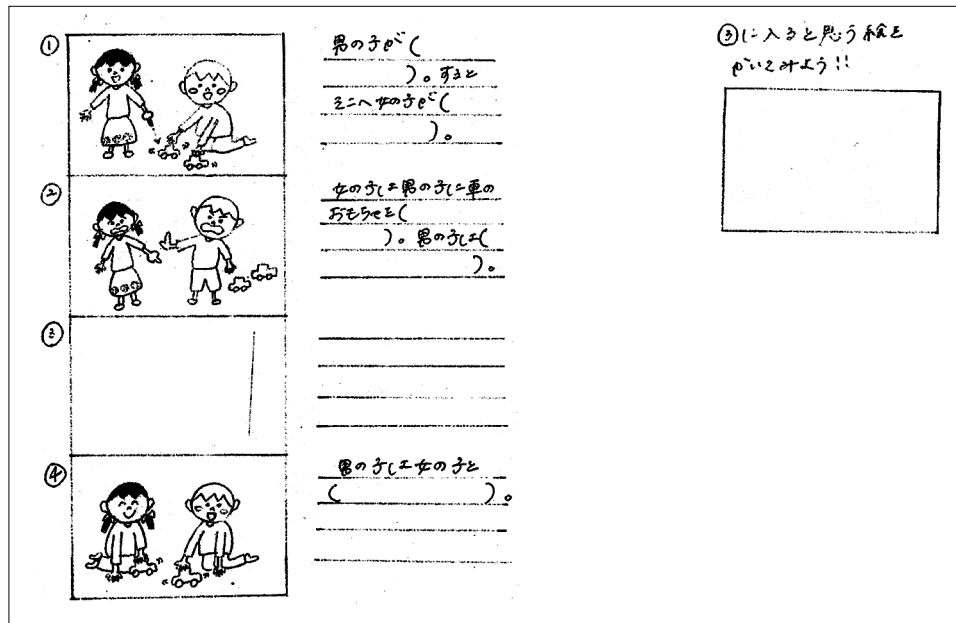 ①
男の子が(
)。すると
そこへ女の子が(
)。
②
女の子は男の子に車の
おもちゃを(
)。男の子は(
)。
③
④
男の子は女の子と
(　　　　)。
③に入ると思う絵を
かいてみよう!!